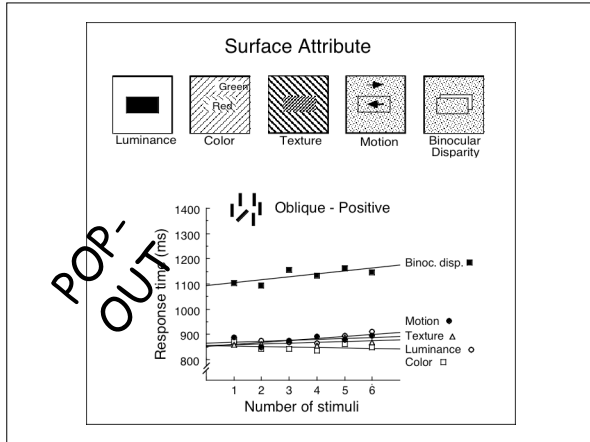 Surface Attribute
Green
Red
Luminance
Color
Texture
Motion
Binocular
Disparity
Oblique - Positive
POP-
OUT
Response time (ms)
1400
1300
1200
1100
1000
900
800
Binoc. disp.
Motion
Texture
Luminance
Color
1 2 3 4 5 6
Number of stimuli